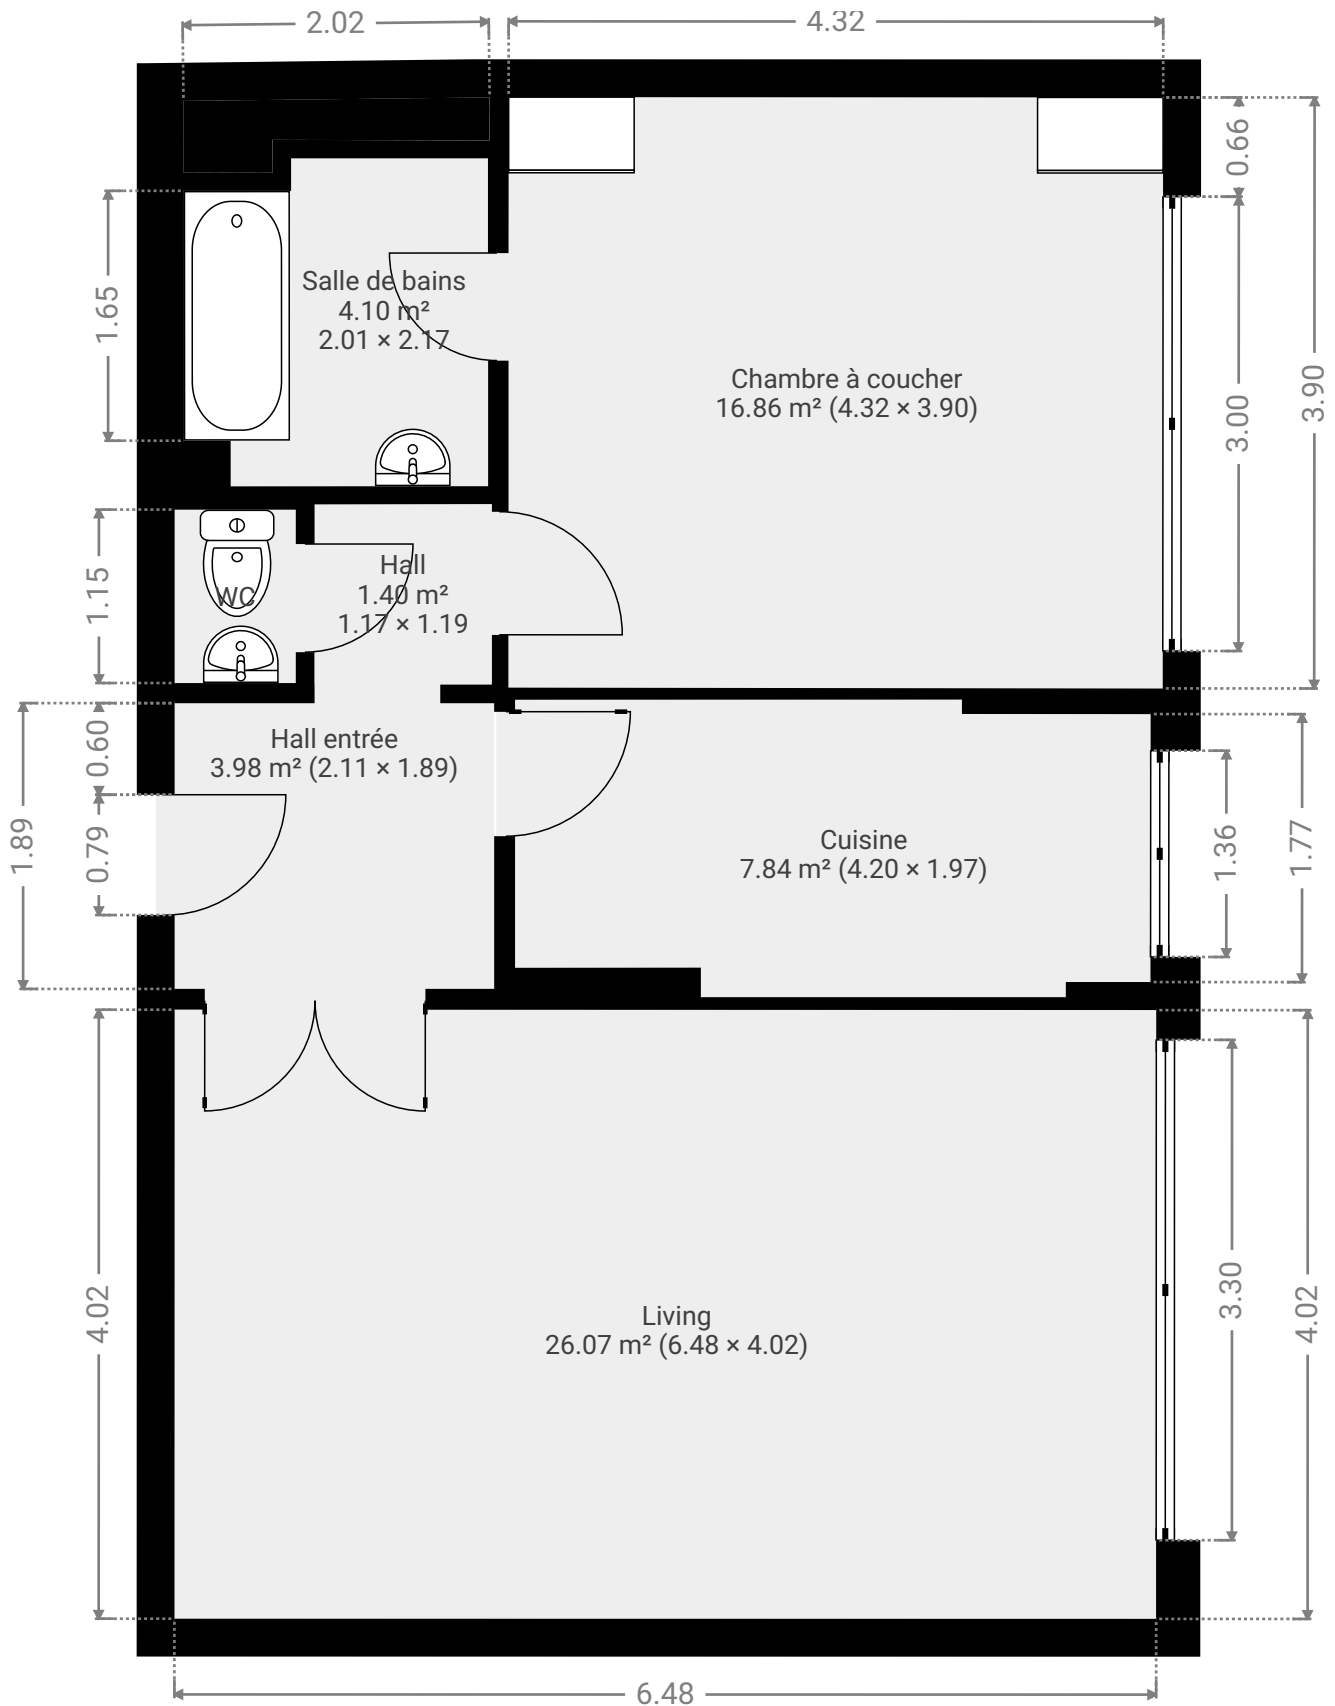 2.02
4.32
0.66
3.90
3.00
1.65
Salle de bains
4.10 m²
2.01 × 2.17
Chambre à coucher
16.86 m² (4.32 × 3.90)
1.15
WC
Hall
1.40 m²
1.17 × 1.19
0.60
0.79
1.89
Hall entrée
3.98 m² (2.11 × 1.89)
Cuisine
7.84 m² (4.20 × 1.97)
1.36
1.77
4.02
Living
26.07 m² (6.48 × 4.02)
3.30
4.02
6.48